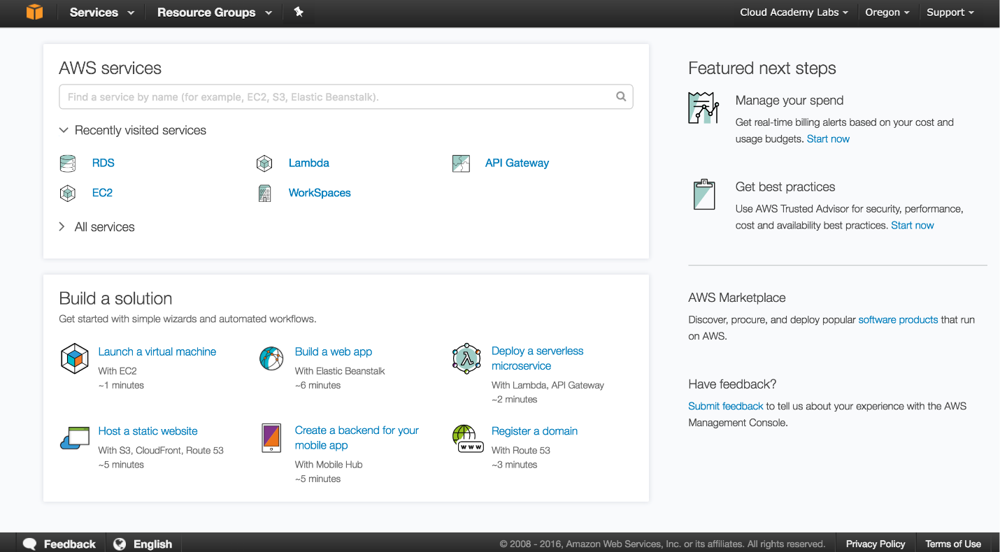 Services
Resource Groups
Cloud Academy Labs
Oregon
Support
AWS services
Find a service by name (for example, EC2, S3, Elastic Beanstalk).
Recently visited services
RDS
Lambda
API Gateway
EC2
WorkSpaces
All services
Featured next steps
Manage your spend
Get real-time billing alerts based on your cost and
usage budgets. Start now
Get best practices
Use AWS Trusted Advisor for security, performance,
cost and availability best practices. Start now
Build a solution
Get started with simple wizards and automated workflows.
Launch a virtual machine
With EC2
~1 minutes
Build a web app
With Elastic Beanstalk
~6 minutes
Deploy a serverless
microservice
With Lambda, API Gateway
~2 minutes
Host a static website
With S3, CloudFront, Route 53
~5 minutes
Create a backend for your
mobile app
With Mobile Hub
~5 minutes
www
Register a domain
With Route 53
~3 minutes
AWS Marketplace
Discover, procure, and deploy popular software products that run
on AWS.
Have feedback?
Submit feedback to tell us about your experience with the AWS
Management Console.
Feedback
English
© 2008 - 2016, Amazon Web Services, Inc. or its affiliates. All rights reserved.
Privacy Policy
Terms of Use